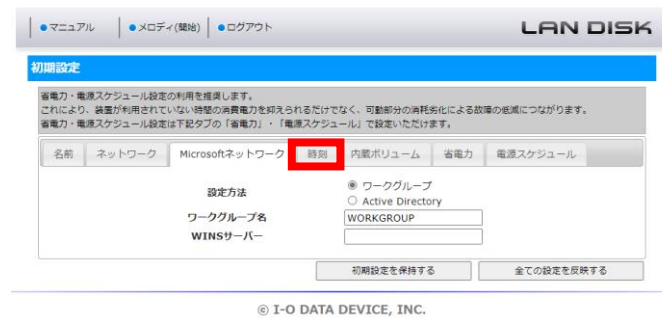 ●マニュアル ●メロディ(開始) ●ログアウト LAN DISK
初期設定
省電力・電源スケジュール設定の利用を推奨します。
これにより、装置が利用されていない時間の消費電力を抑えられるだけでなく、可動部分の消耗劣化による故障の低減につながります。
省電力・電源スケジュール設定は下記タブの「省電力」・「電源スケジュール」で設定いただけます。
名前 ネットワーク Microsoftネットワーク 時刻 内蔵ボリューム 省電力 電源スケジュール
設定方法 ワークグループ
Active Directory
ワークグループ名 WORKGROUP
WINSサーバー
初期設定を保持する 全ての設定を反映する
© I-O DATA DEVICE, INC.